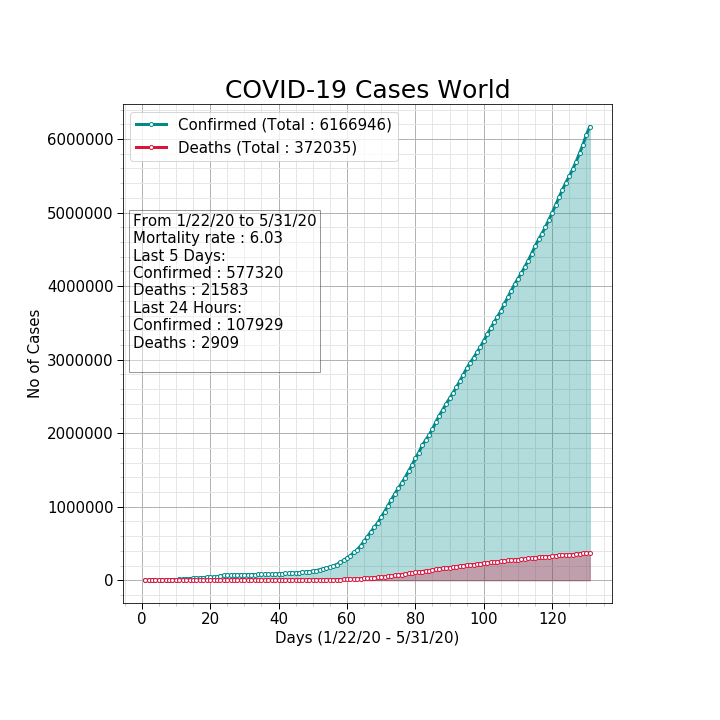 COVID-19 Cases World
Confirmed (Total : 6166946)
Deaths (Total : 372035)
From 1/22/20 to 5/31/20
Mortality rate : 6.03
Last 5 Days:
Confirmed : 577320
Deaths : 21583
Last 24 Hours:
Confirmed : 107929
Deaths : 2909
No of Cases
6000000
5000000
4000000
3000000
2000000
1000000
0
0 20 40 60 80 100 120
Days (1/22/20 - 5/31/20)